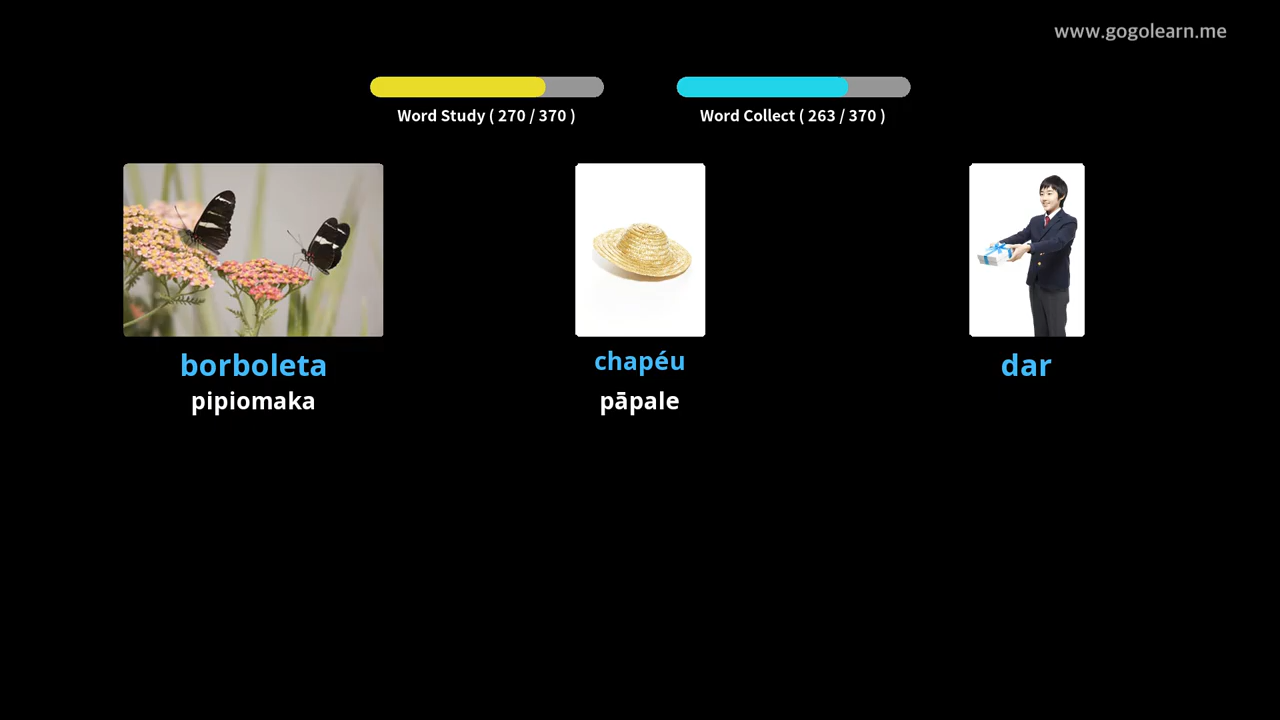 www.gogolearn.me
Word Study ( 270 / 370 )
Word Collect ( 263 / 370 )
borboleta
pipiomaka
chapéu
pāpale
dar